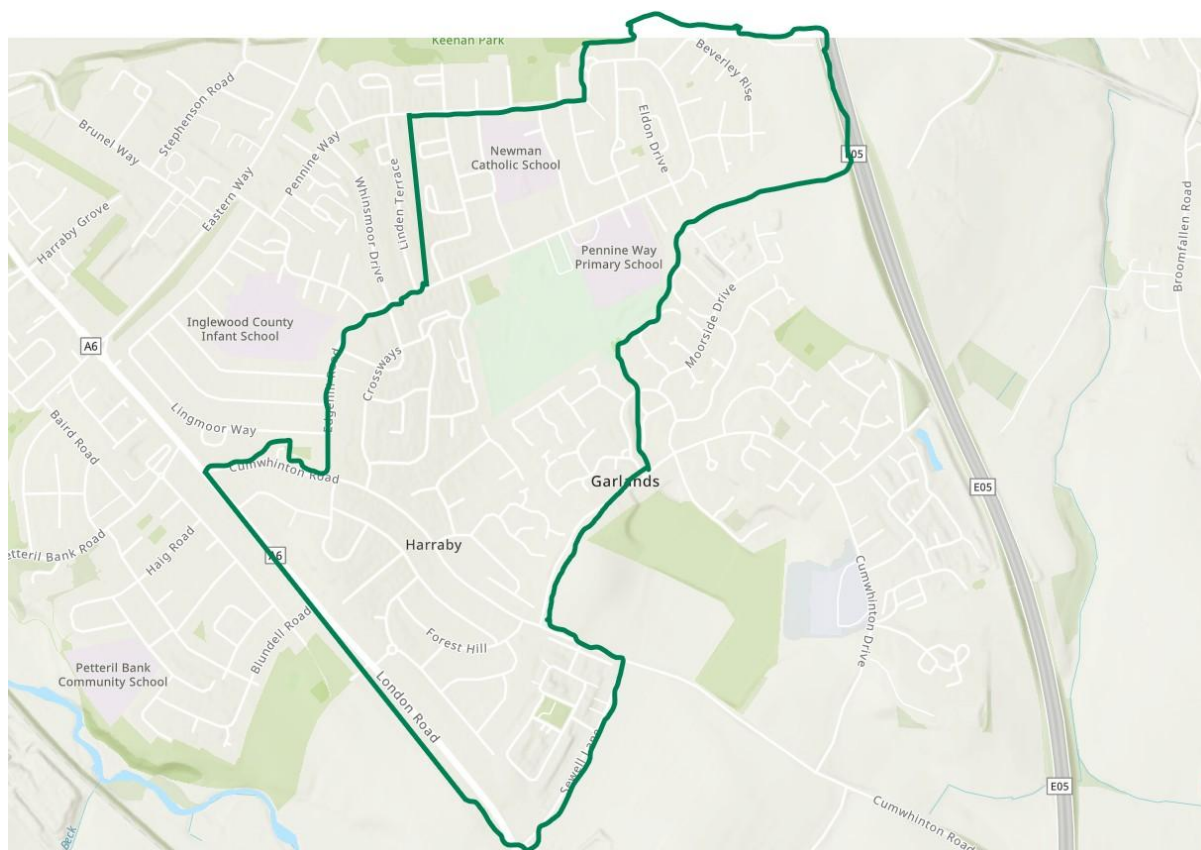 Keenan Park
Beverley Rise
Stephenson Road
Brunel Way
Eldon Drive
Pennine Way
Newman
Catholic School
E05
Eastern Way
Linden Terrace
Whinsmoor Drive
Harraby Grove
Broomfallen Road
Pennine Way
Primary School
Inglewood County
Infant School
Moorside Drive
A6
Crossways
Edgehill Road
Lingmoor Way
Baird Road
Cumwhinton Road
Garlands
E05
Petteril Bank Road
Haig Road
A6
Harraby
Cumwhinton Drive
Blundell Road
Forest Hill
Petteril Bank
Community School
London Road
Sewell Lane
E05
Cumwhinton Road
Beck